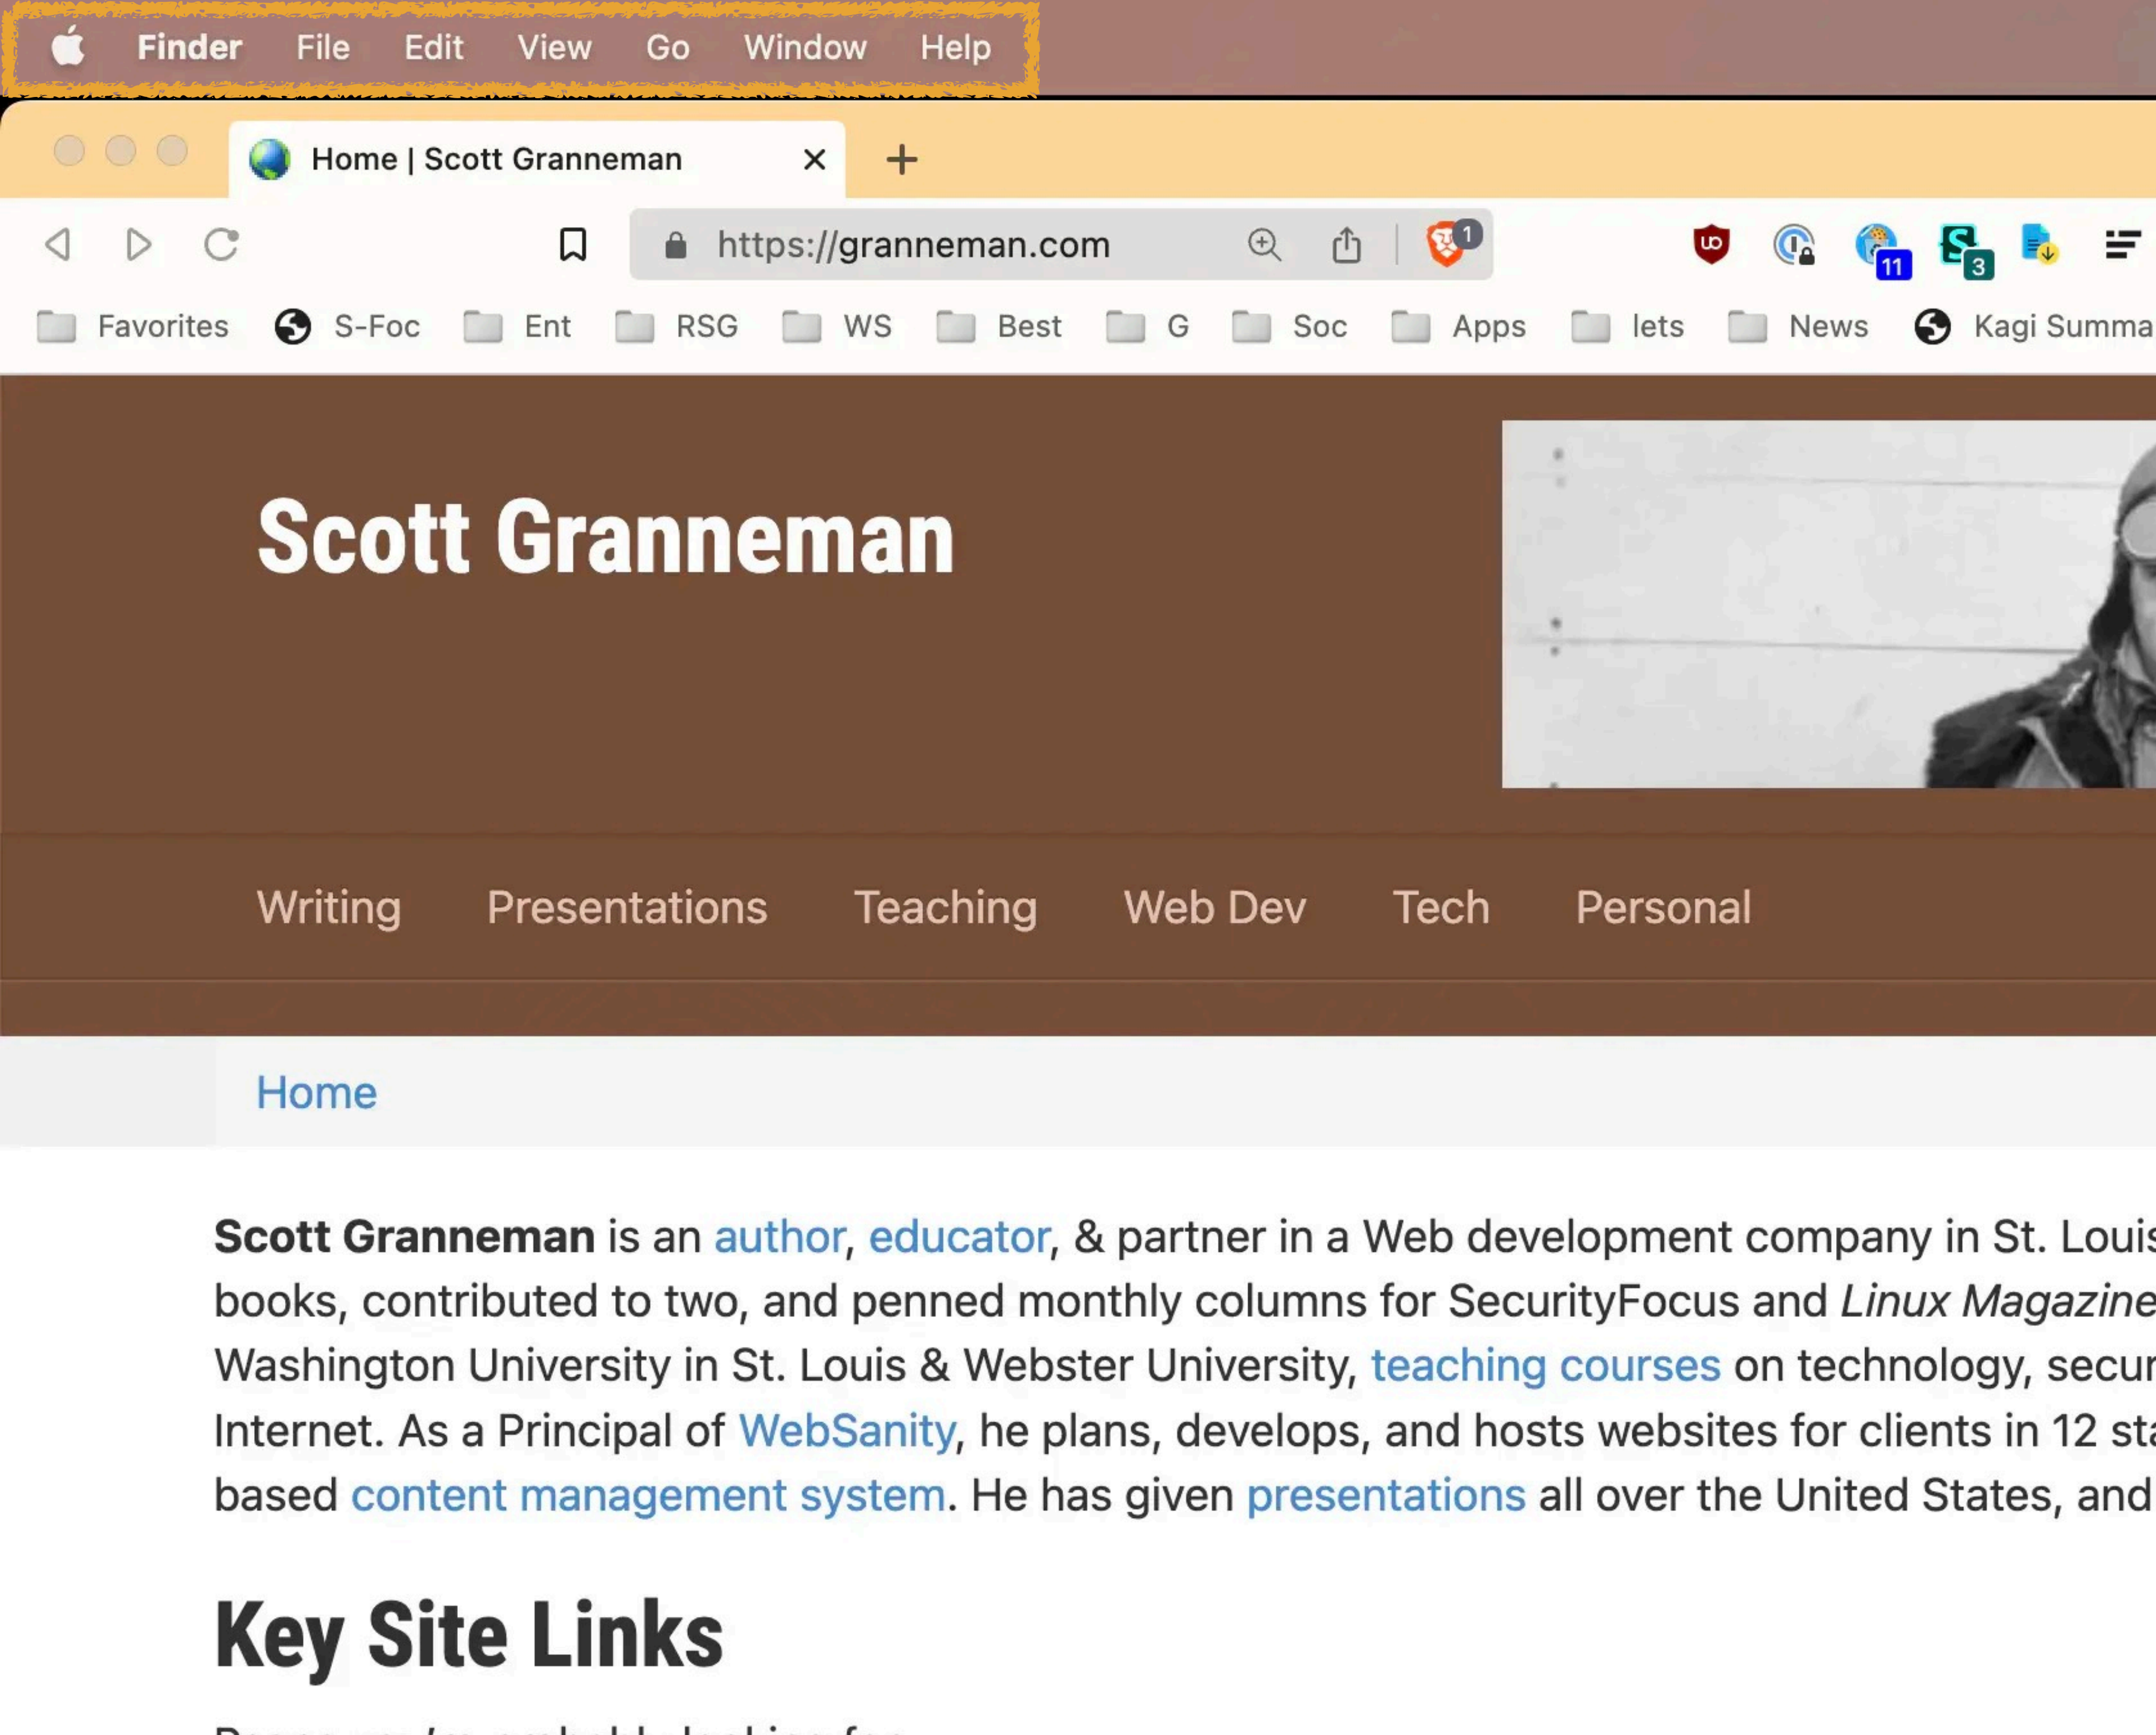 Finder File Edit View Go Window Help
Home | Scott Granneman
https://granneman.com 1 UO 11 S 3
Favorites S-Foc Ent RSG WS Best G Soc Apps lets News Kagi Summa
Scott Granneman
Writing Presentations Teaching Web Dev Tech Personal
Home
Scott Granneman is an author, educator, & partner in a Web development company in St. Louis
books, contributed to two, and penned monthly columns for SecurityFocus and Linux Magazine
Washington University in St. Louis & Webster University, teaching courses on technology, secur
Internet. As a Principal of WebSanity, he plans, develops, and hosts websites for clients in 12 sta
based content management system. He has given presentations all over the United States, and
Key Site Links